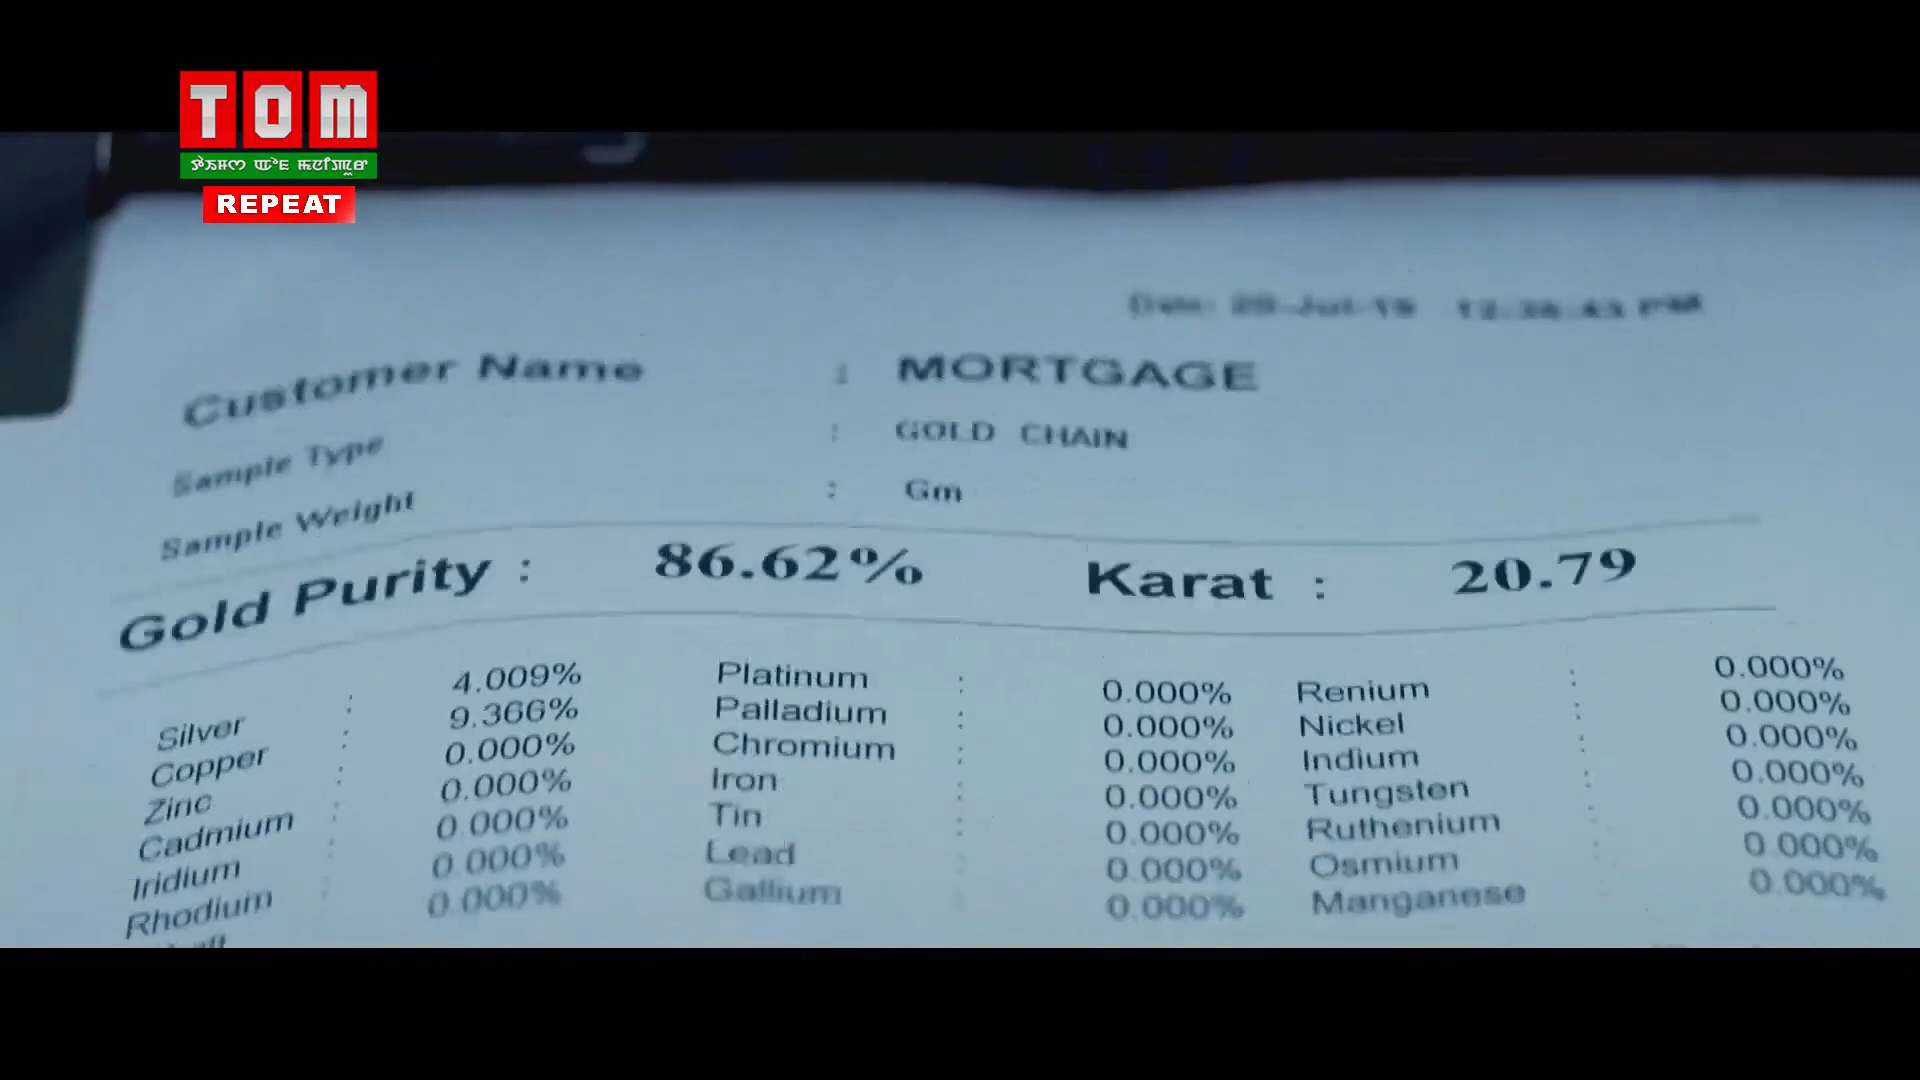 TOM
REPEAT
Date: PM
Customer Name : MORTGAGE
Sample Type : GOLD CHAIN
Sample Weight : Gm
Gold Purity : 86.62% Karat : 20.79
Silver : 4.009% Platinum : 0.000% Renium : 0.000%
Copper : 9.366% Palladium : 0.000% Nickel : 0.000%
Zinc : 0.000% Chromium : 0.000% Indium : 0.000%
Cadmium : 0.000% Iron : 0.000% Tungsten : 0.000%
Iridium : 0.000% Tin : 0.000% Ruthenium : 0.000%
Rhodium : 0.000% Lead : 0.000% Osmium : 0.000%
0.000% Gallium : 0.000% Manganese : 0.000%